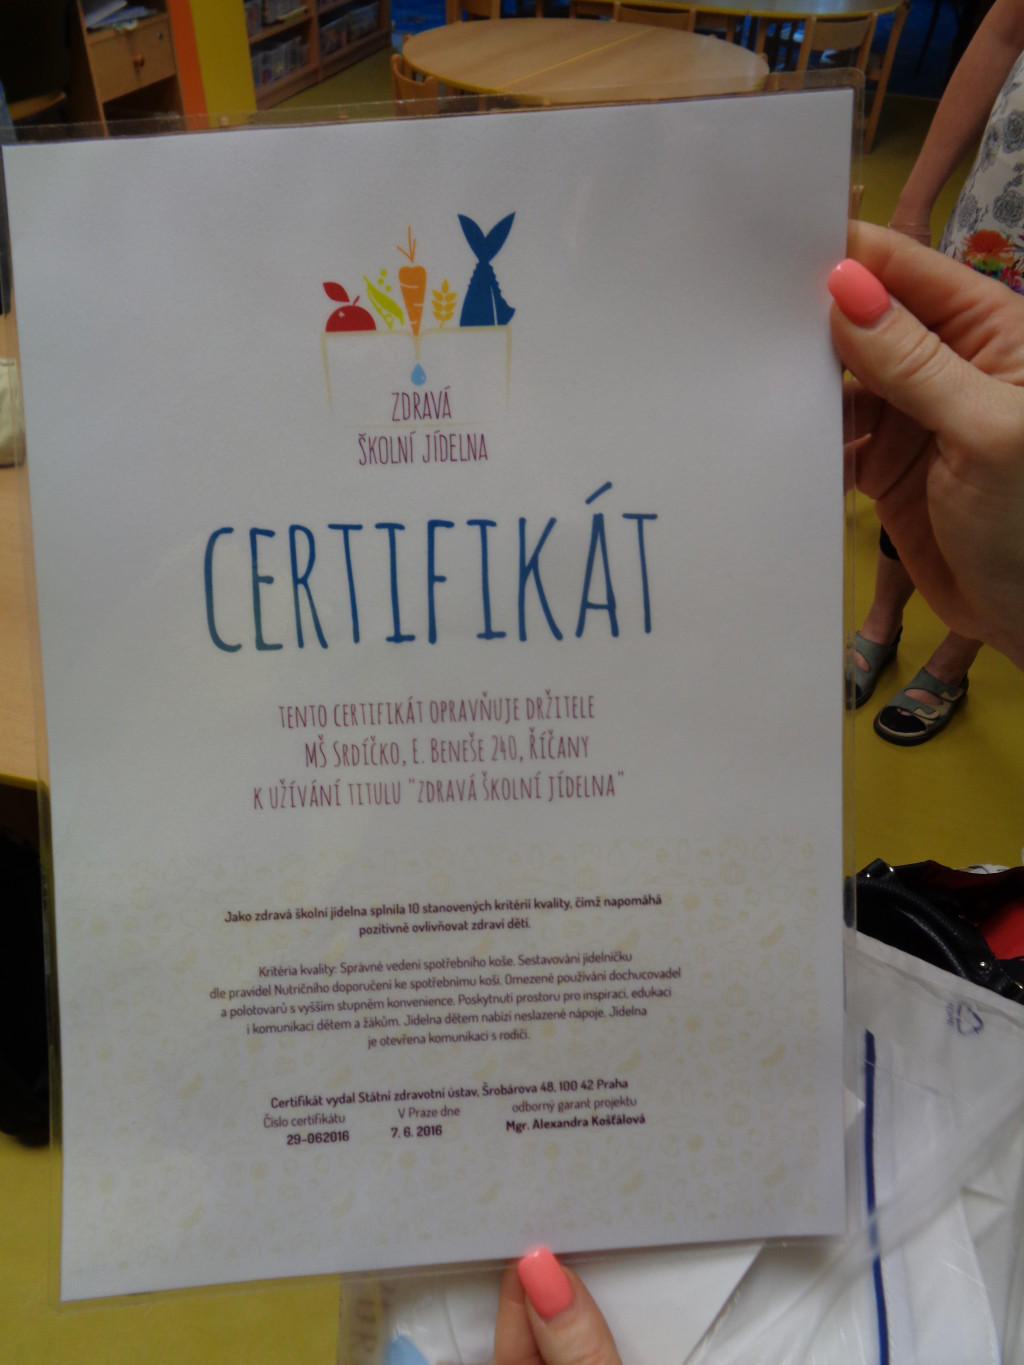 ZDRAVÁ
ŠKOLNÍ JÍDELNA
CERTIFIKÁT
TENTO CERTIFIKÁT OPRAVŇUJE DRŽITELE
MŠ SRDÍČKO, E. BENEŠE 240, ŘÍČANY
K UŽÍVÁNÍ TITULU "ZDRAVÁ ŠKOLNÍ JÍDELNA"
Jako zdravá školní jídelna splnila 10 stanovených kritérií kvality, čímž napomáhá
pozitivně ovlivňovat zdraví dětí.
Kritéria kvality: Správné vedení spotřebního koše. Sestavování jídelníčku
dle pravidel Nutričního doporučení ke spotřebnímu koši. Omezené používání dochucovadel
a polotovarů s vyšším stupněm konvenience. Poskytnutí prostoru pro inspiraci, edukaci
i komunikaci dětem a žákům. Jídelna dětem nabízí neslazené nápoje. Jídelna
je otevřena komunikaci s rodiči.
Certifikát vydal Státní zdravotní ústav, Šrobárova 48, 100 42 Praha
Číslo certifikátu V Praze dne odborný garant projektu
29-062016 7. 6. 2016 Mgr. Alexandra Košťálová